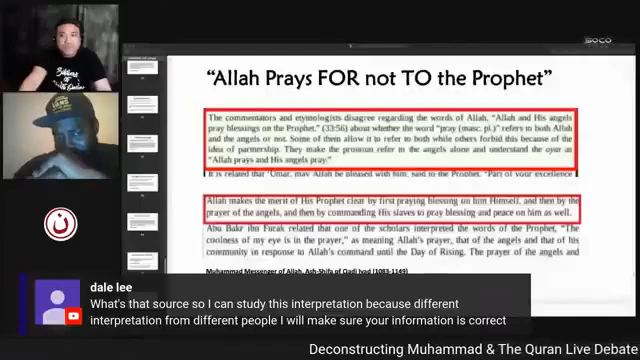 SOCO
"Allah Prays FOR not TO the Prophet"
The commentators and etymologists disagree regarding the words of Allah, "Allah and His angels
pray blessings on the Prophet," (33:56) about whether the word "pray (masc. pl.)" refers to both Allah
and the angels or not. Some of them allow it to refer to both while others forbid this because of the
idea of partnership. They make the pronoun refer to the angels alone and understand the ayat as
"Allah prays and His angels pray."
It is related that 'Umar, may Allah be pleased with him, said to the Prophet, "Part of your excellence
Allah makes the merit of His Prophet clear by first praying blessing on him Himself, and then by the
prayer of the angels, and then by commanding His slaves to pray blessing and peace on him as well.
Abu Bakr ibn Furak related that one of the scholars interpreted the words of the Prophet, "The
coolness of my eye is in the prayer," as meaning Allah's prayer, that of the angels and that of his
community in response to Allah's command until the Day of Rising. The prayer of the angels and
Muhammad Messenger of Allah, Ash-Shifa of Qadi Iyad (1083-1149)
dale lee
What's that source so I can study this interpretation because different
interpretation from different people I will make sure your information is correct
Deconstructing Muhammad & The Quran Live Debate
ن
VANS